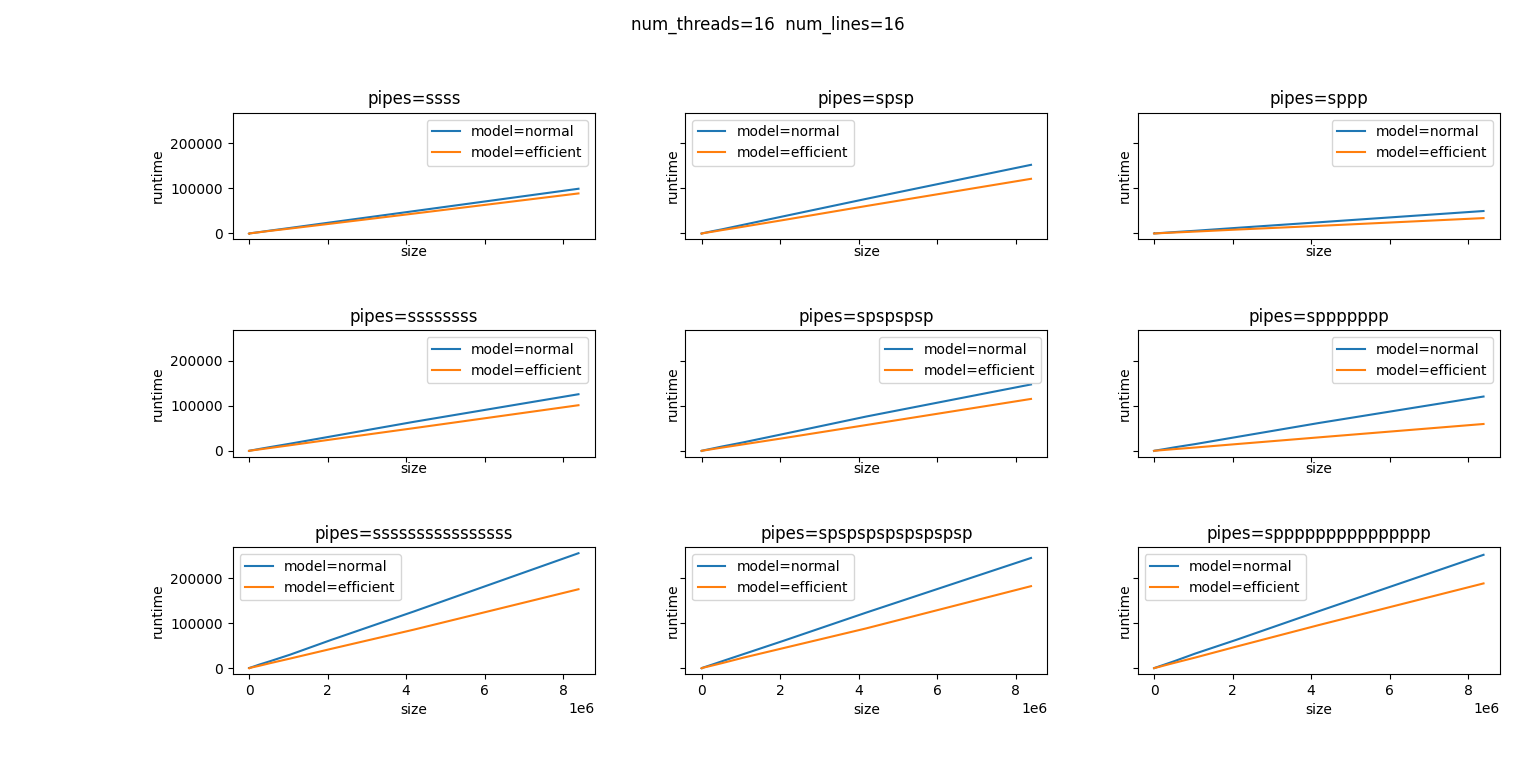 num_threads=16  num_lines=16
pipes=ssss
model=normal
model=efficient
200000
100000
0
runtime
size
pipes=spsp
model=normal
model=efficient
runtime
size
pipes=sppp
model=normal
model=efficient
runtime
size
pipes=ssssssss
model=normal
model=efficient
200000
100000
0
runtime
size
pipes=spspspsp
model=normal
model=efficient
runtime
size
pipes=sppppppp
model=normal
model=efficient
runtime
size
pipes=ssssssssssssssss
model=normal
model=efficient
200000
100000
0
runtime
0 2 4 6 8
1e6
size
pipes=spspspspspspspsp
model=normal
model=efficient
runtime
0 2 4 6 8
1e6
size
pipes=sppppppppppppppp
model=normal
model=efficient
runtime
0 2 4 6 8
1e6
size